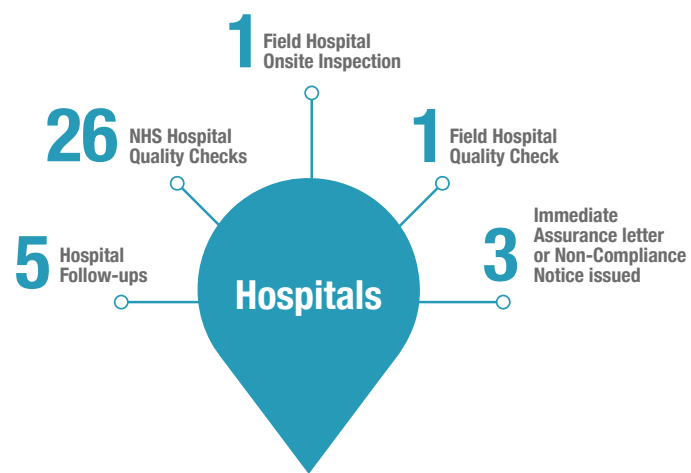 1
Field Hospital
Onsite Inspection
26
NHS Hospital
Quality Checks
1
Field Hospital
Quality Check
5
Hospital
Follow-ups
3
Immediate
Assurance letter
or Non-Compliance
Notice issued
Hospitals